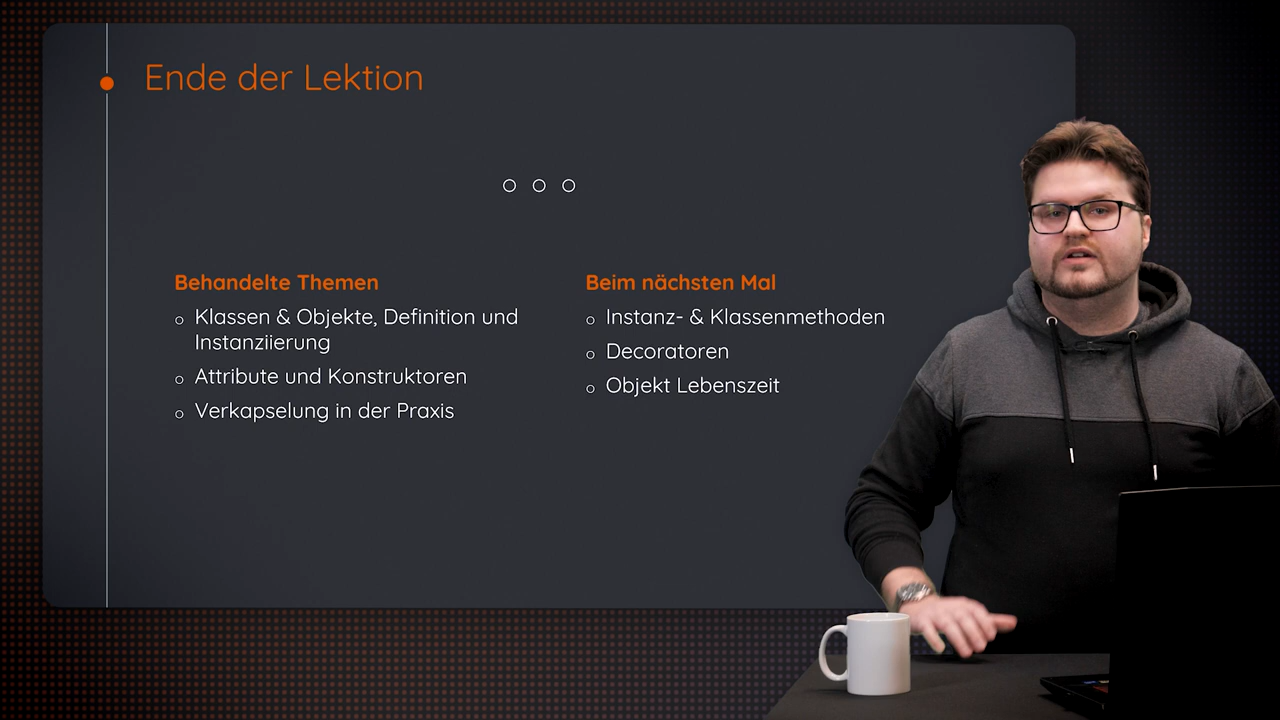 Ende der Lektion
Behandelte Themen
Klassen & Objekte, Definition und
Instanziierung
Attribute und Konstruktoren
Verkapselung in der Praxis
Beim nächsten Mal
Instanz- & Klassenmethoden
Decoratoren
Objekt Lebenszeit